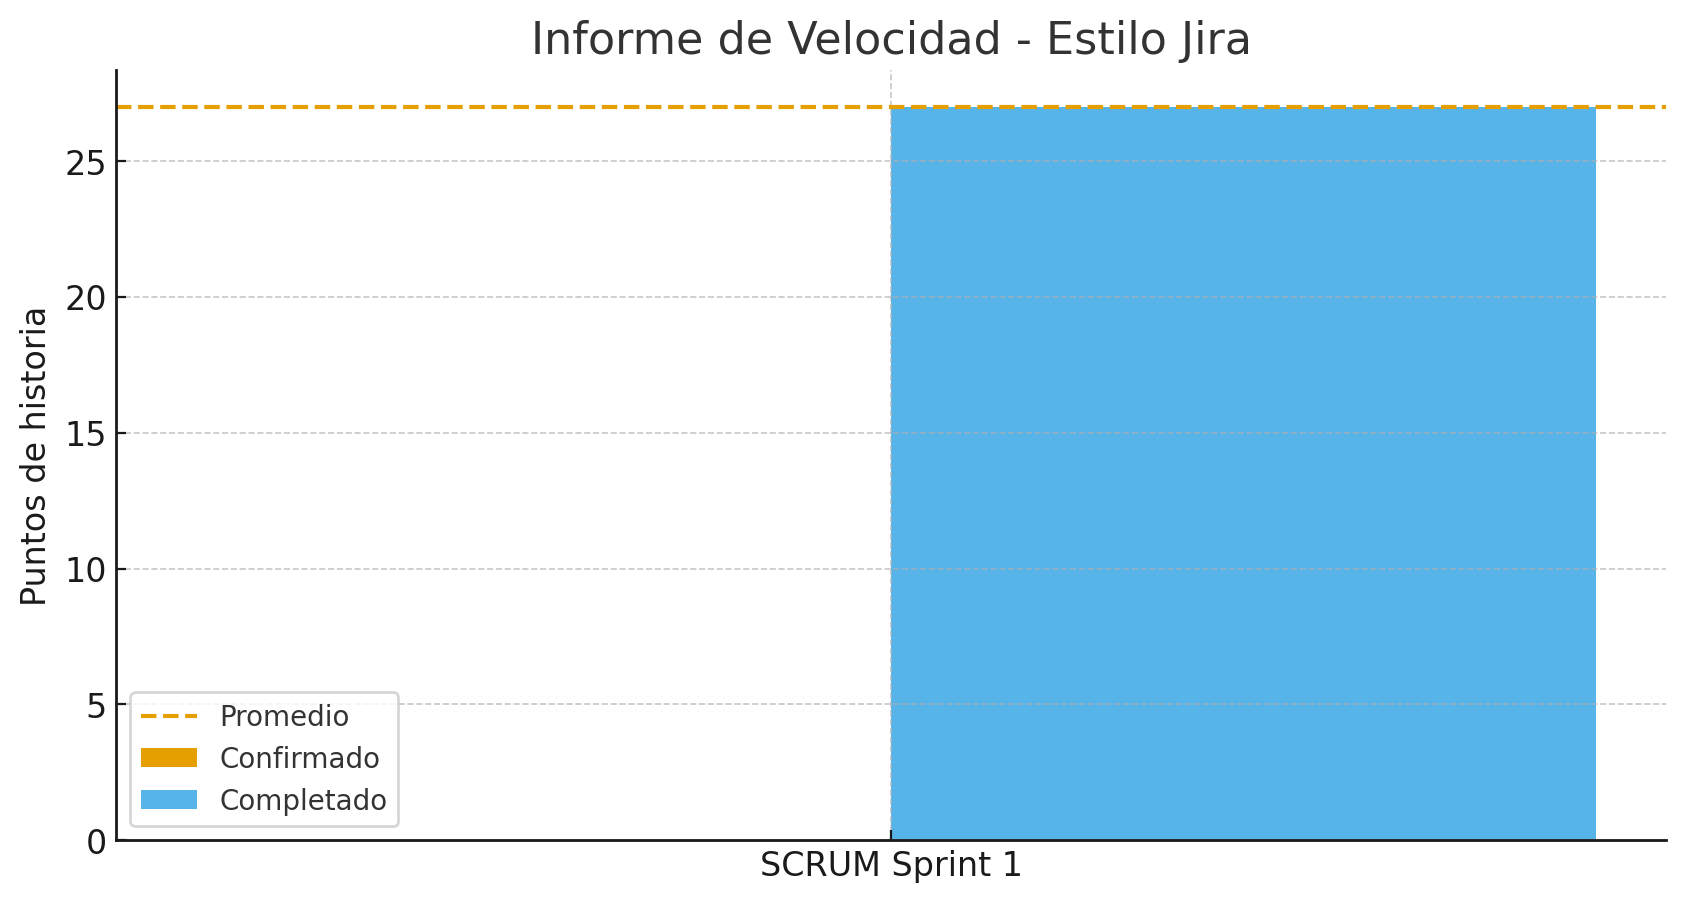 Informe de Velocidad - Estilo Jira
Puntos de historia
25
20
15
10
5
0
Promedio
Confirmado
Completado
SCRUM Sprint 1